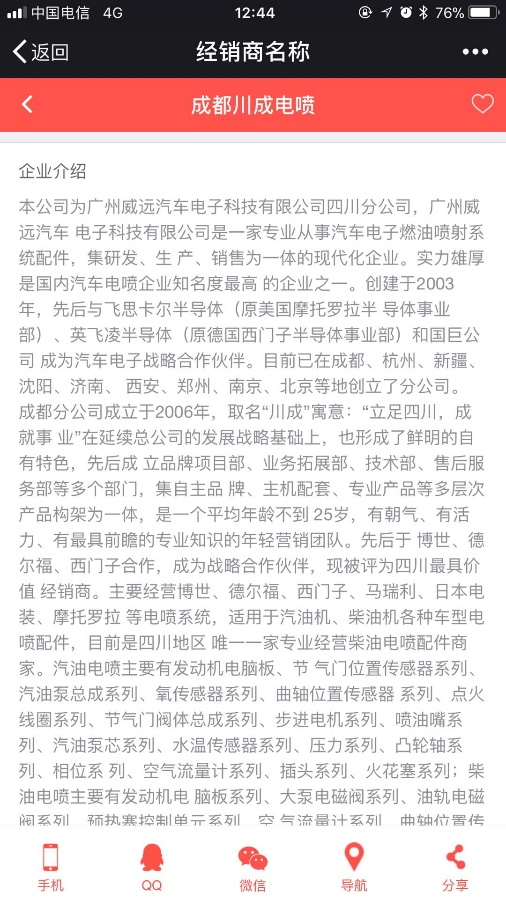 中国电信 4G 12:44 76%
返回 经销商名称
成都川成电喷
企业介绍
本公司为广州威远汽车电子科技有限公司四川分公司，广州威
远汽车 电子科技有限公司是一家专业从事汽车电子燃油喷射系
统配件，集研发、生 产、销售为一体的现代化企业。实力雄厚
是国内汽车电喷企业知名度最高 的企业之一。创建于2003
年，先后与飞思卡尔半导体（原美国摩托罗拉半 导体事业
部）、英飞凌半导体（原德国西门子半导体事业部）和国巨公
司 成为汽车电子战略合作伙伴。目前已在成都、杭州、新疆、
沈阳、济南、 西安、郑州、南京、北京等地创立了分公司。
成都分公司成立于2006年，取名“川成”寓意：“立足四川，成
就事 业”在延续总公司的发展战略基础上，也形成了鲜明的自
有特色，先后成 立品牌项目部、业务拓展部、技术部、售后服
务部等多个部门，集自主品 牌、主机配套、专业产品等多层次
产品构架为一体，是一个平均年龄不到 25岁，有朝气、有活
力、有最具前瞻的专业知识的年轻营销团队。先后于 博世、德
尔福、西门子合作，成为战略合作伙伴，现被评为四川最具价
值 经销商。主要经营博世、德尔福、西门子、马瑞利、日本电
装、摩托罗拉 等电喷系统，适用于汽油机、柴油机各种车型电
喷配件，目前是四川地区 唯一一家专业经营柴油电喷配件商
家。汽油电喷主要有发动机电脑板、节 气门位置传感器系列、
汽油泵总成系列、氧传感器系列、曲轴位置传感器 系列、点火
线圈系列、节气门阀体总成系列、步进电机系列、喷油嘴系
列、汽油泵芯系列、水温传感器系列、压力系列、凸轮轴系
列、相位系 列、空气流量计系列、插头系列、火花塞系列；柴
油电喷主要有发动机电 脑板系列、大泵电磁阀系列、油轨电磁
阀系列、预热塞控制单元系列、空 气流量计系列、曲轴位置传
手机 QQ 微信 导航 分享